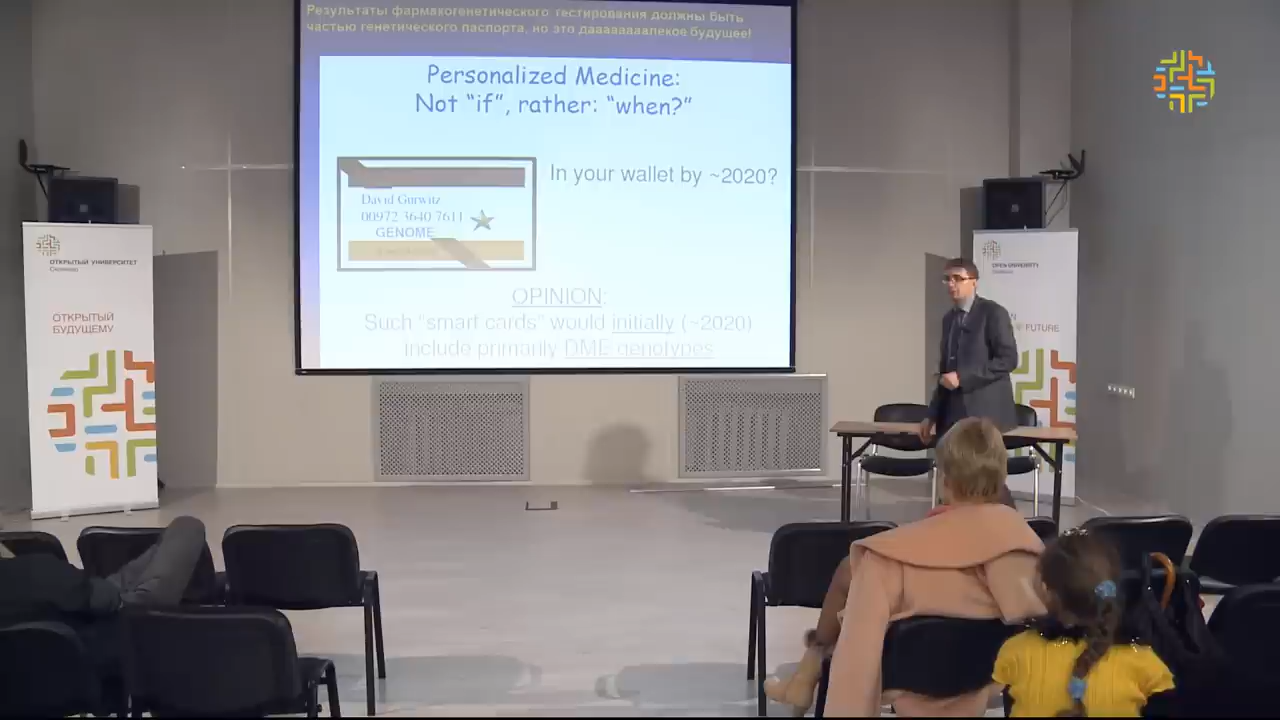 Результаты фармакогенетического тестирования должны быть
частью генетического паспорта, но это дааааааалекое будущее!
Personalized Medicine:
Not “if”, rather: “when?”
In your wallet by ~2020?
David Gurwitz
00972 3640 7611
GENOME
OPINION:
Such “smart cards” would initially (~2020)
include primarily DME genotypes
ОТКРЫТЫЙ УНИВЕРСИТЕТ
Сколково
ОТКРЫТЫЙ
БУДУЩЕМУ
OPEN UNIVERSITY
FUTURE